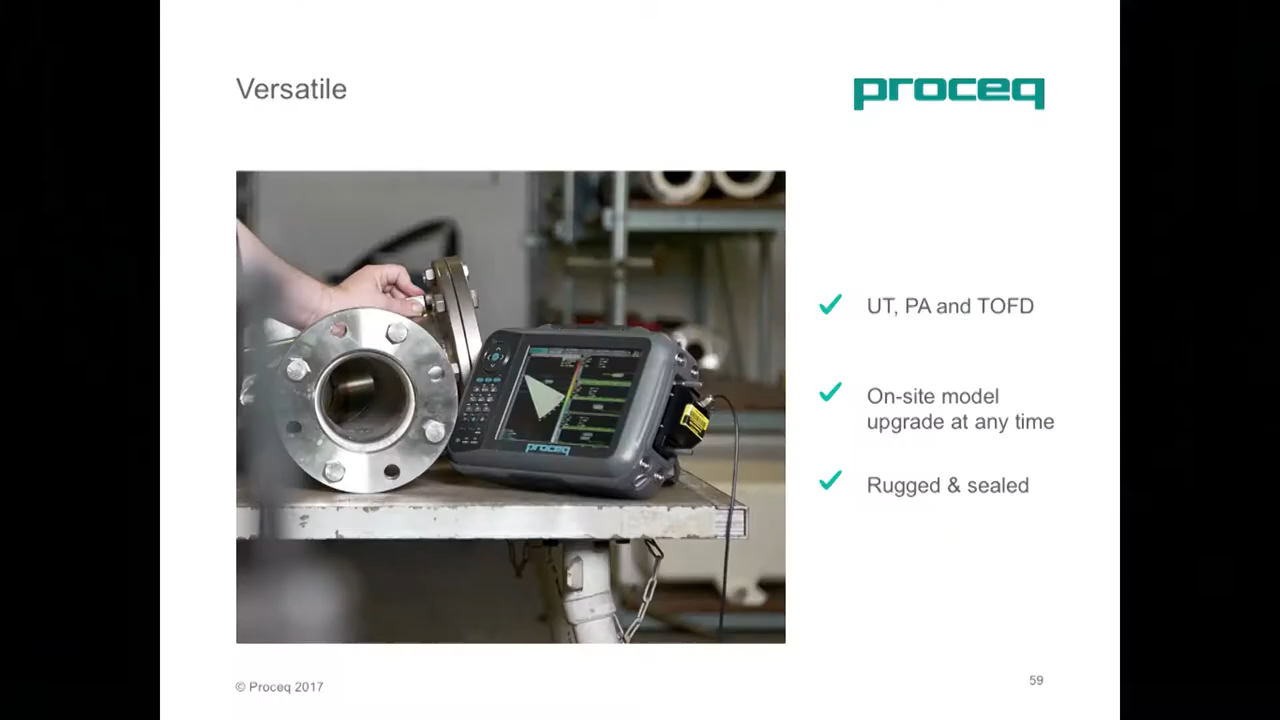 Versatile
proceq
proceq
UT, PA and TOFD
On-site model
upgrade at any time
Rugged & sealed
© Proceq 2017
59